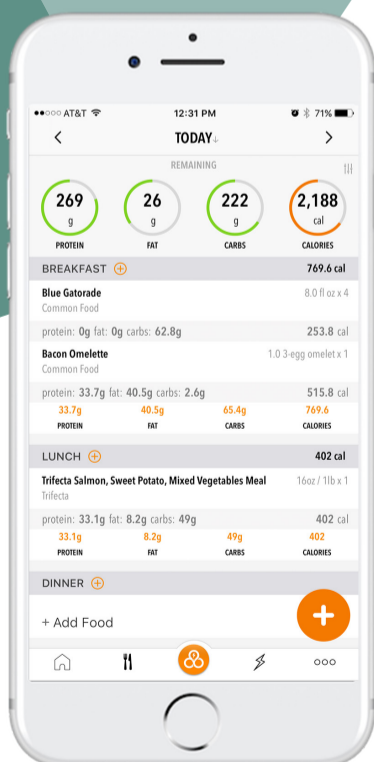 AT&T 12:31 PM 71%
TODAY↓
REMAINING
269 26 222 2,188
g g g cal
PROTEIN FAT CARBS CALORIES
BREAKFAST 769.6 cal
Blue Gatorade 8.0 fl oz x 4
Common Food
protein: 0g fat: 0g carbs: 62.8g 253.8 cal
Bacon Omelette 1.0 3-egg omelet x 1
Common Food
protein: 33.7g fat: 40.5g carbs: 2.6g 515.8 cal
33.7g 40.5g 65.4g 769.6
PROTEIN FAT CARBS CALORIES
LUNCH 402 cal
Trifecta Salmon, Sweet Potato, Mixed Vegetables Meal 16oz / 1lb x 1
Trifecta
protein: 33.1g fat: 8.2g carbs: 49g 402 cal
33.1g 8.2g 49g 402
PROTEIN FAT CARBS CALORIES
DINNER
+ Add Food